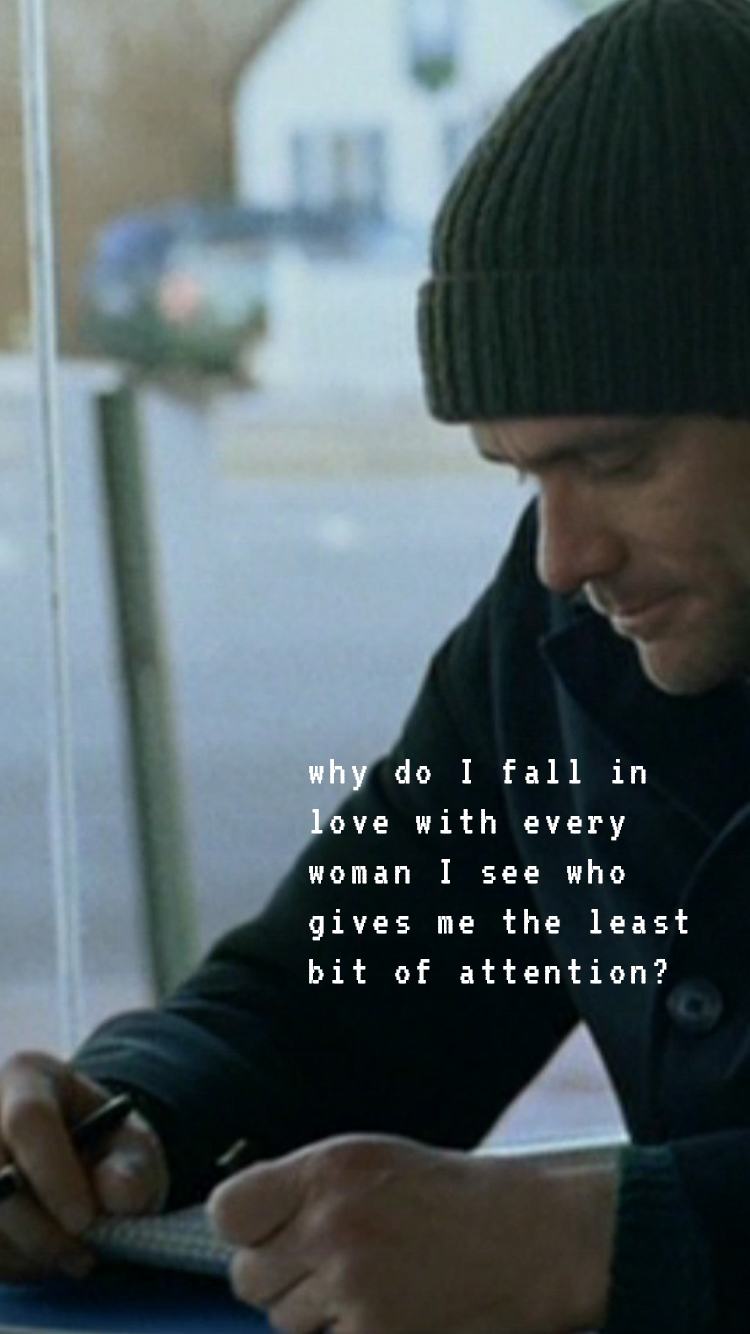 why do I fall in
love with every
woman I see who
gives me the least
bit of attention?